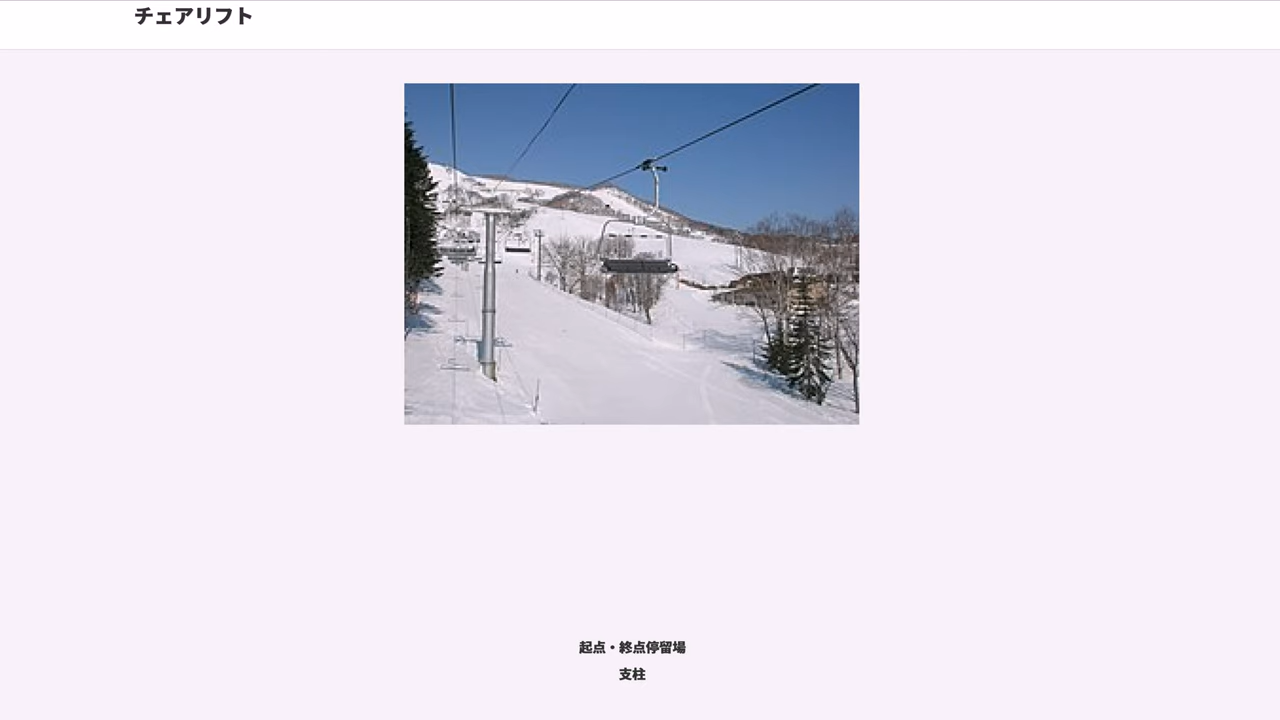 チェアリフト
起点・終点停留場
支柱